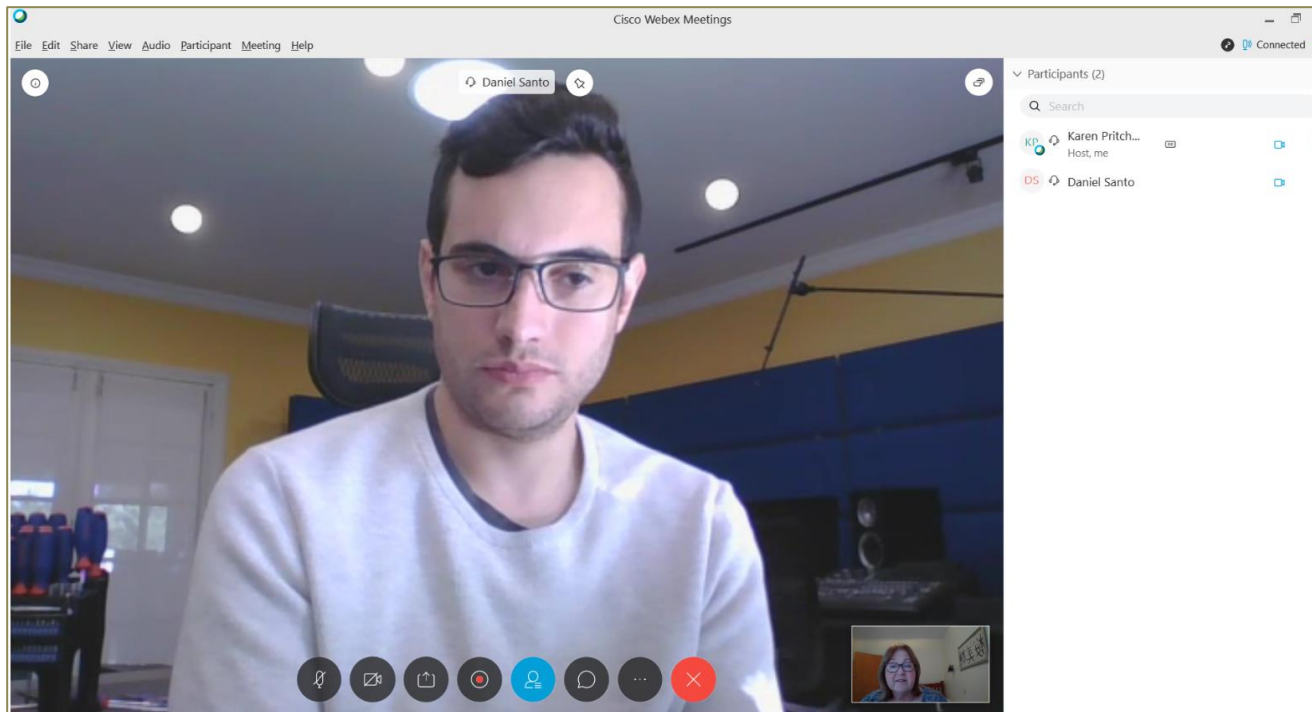 Cisco Webex Meetings
File Edit Share View Audio Participant Meeting Help
Connected
Daniel Santo
Participants (2)
Search
KP
Karen Pritch...
Host, me
DS
Daniel Santo